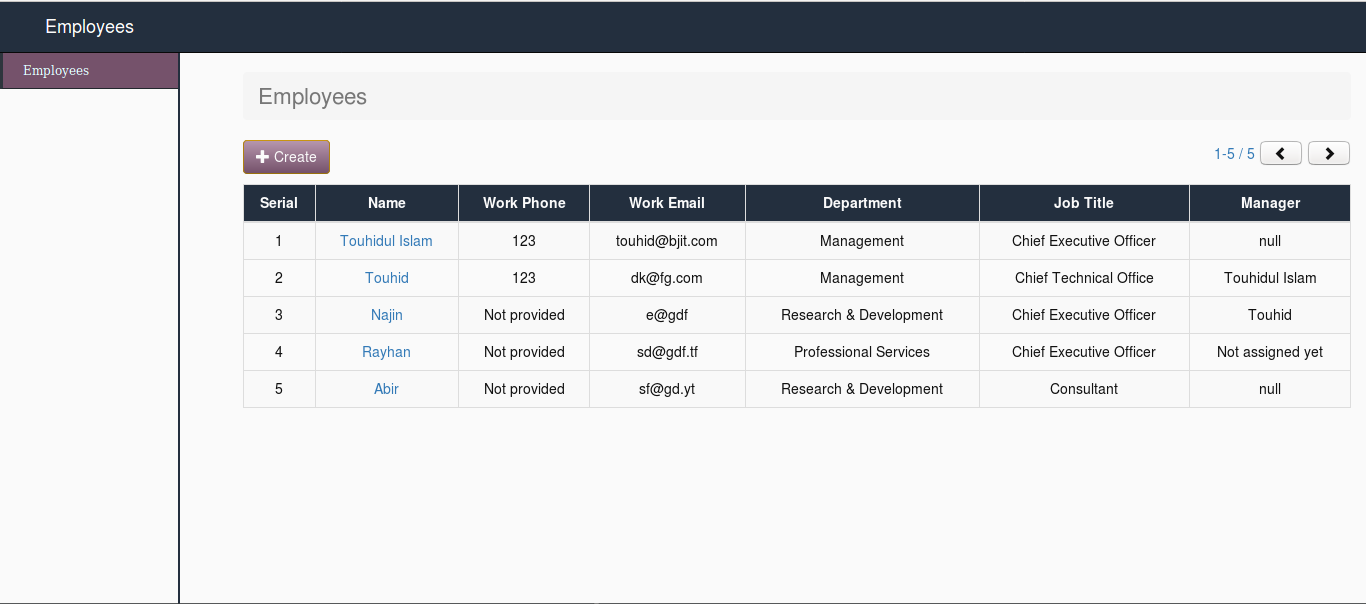 Employees
Employees
Employees
Create
1-5 / 5
Serial Name Work Phone Work Email Department Job Title Manager
1 Touhidul Islam 123 touhid@bjit.com Management Chief Executive Officer null
2 Touhid 123 dk@fg.com Management Chief Technical Office Touhidul Islam
3 Najin Not provided e@gdf Research & Development Chief Executive Officer Touhid
4 Rayhan Not provided sd@gdf.tf Professional Services Chief Executive Officer Not assigned yet
5 Abir Not provided sf@gd.yt Research & Development Consultant null